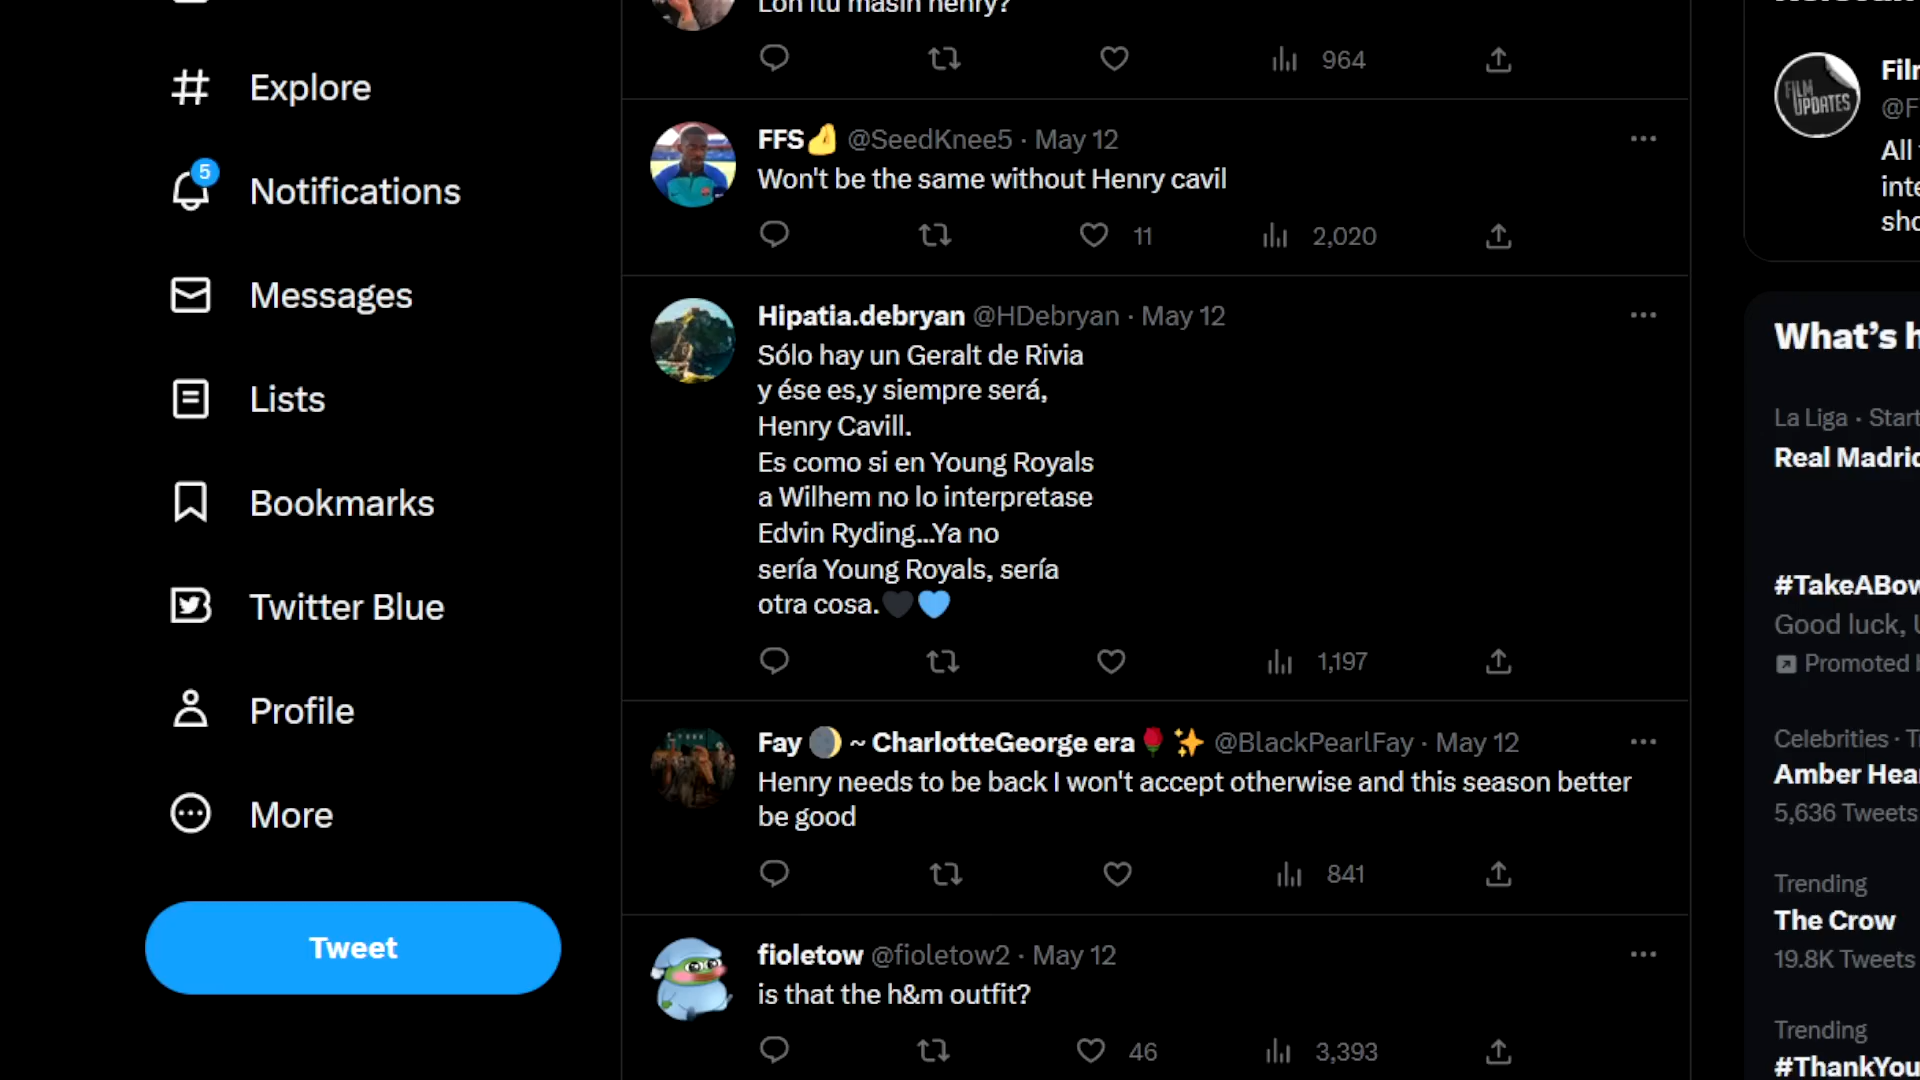 Explore
5
Notifications
Messages
Lists
Bookmarks
Twitter Blue
Profile
More
Tweet
masih henry?
964
FFS @SeedKnee5 · May 12
Won't be the same without Henry cavil
11 2,020
Hipatia.debryan @HDebryan · May 12
Sólo hay un Geralt de Rivia
y ése es,y siempre será,
Henry Cavill.
Es como si en Young Royals
a Wilhem no lo interpretase
Edvin Ryding...Ya no
sería Young Royals, sería
otra cosa.🖤💙
1,197
Fay 🌒 ~ CharlotteGeorge era🌹✨ @BlackPearlFay · May 12
Henry needs to be back I won't accept otherwise and this season better
be good
841
fioletow @fioletow2 · May 12
is that the h&m outfit?
46 3,393
FILM
UPDATES
@F
All
What's h
La Liga · Start
Real Madri
#TakeABow
Good luck,
Promoted
Celebrities · T
Amber Hea
5,636 Tweets
Trending
The Crow
19.8K Tweets
Trending
#ThankYou